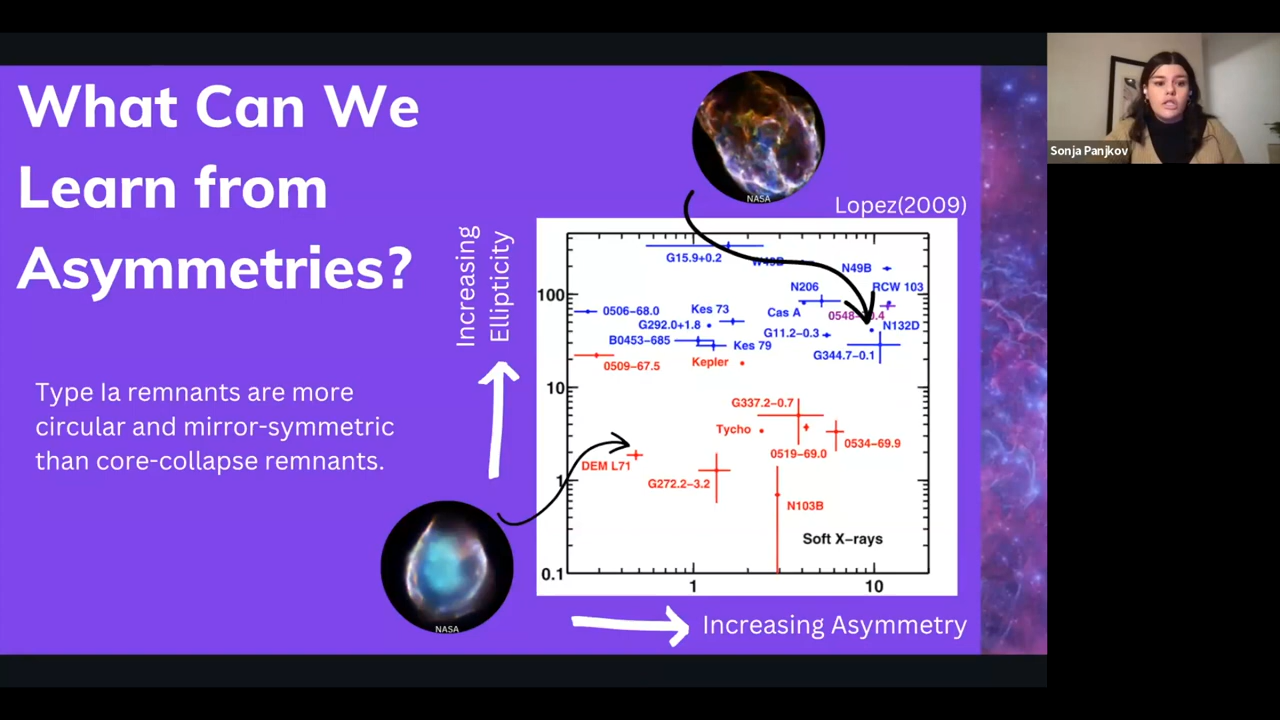 What Can We
Learn from
Asymmetries?
Type Ia remnants are more
circular and mirror-symmetric
than core-collapse remnants.
NASA
Lopez(2009)
Increasing
Ellipticity
G15.9+0.2
W49B
N49B
N206
RCW 103
100
0506−68.0
Kes 73
Cas A
0548−70.4
G292.0+1.8
G11.2−0.3
N132D
B0453−685
Kes 79
G344.7−0.1
0509−67.5
Kepler
10
G337.2−0.7
Tycho
0534−69.9
0519−69.0
DEM L71
G272.2−3.2
1
N103B
Soft X−rays
0.1
1
10
NASA
Increasing Asymmetry
Sonja Panjkov